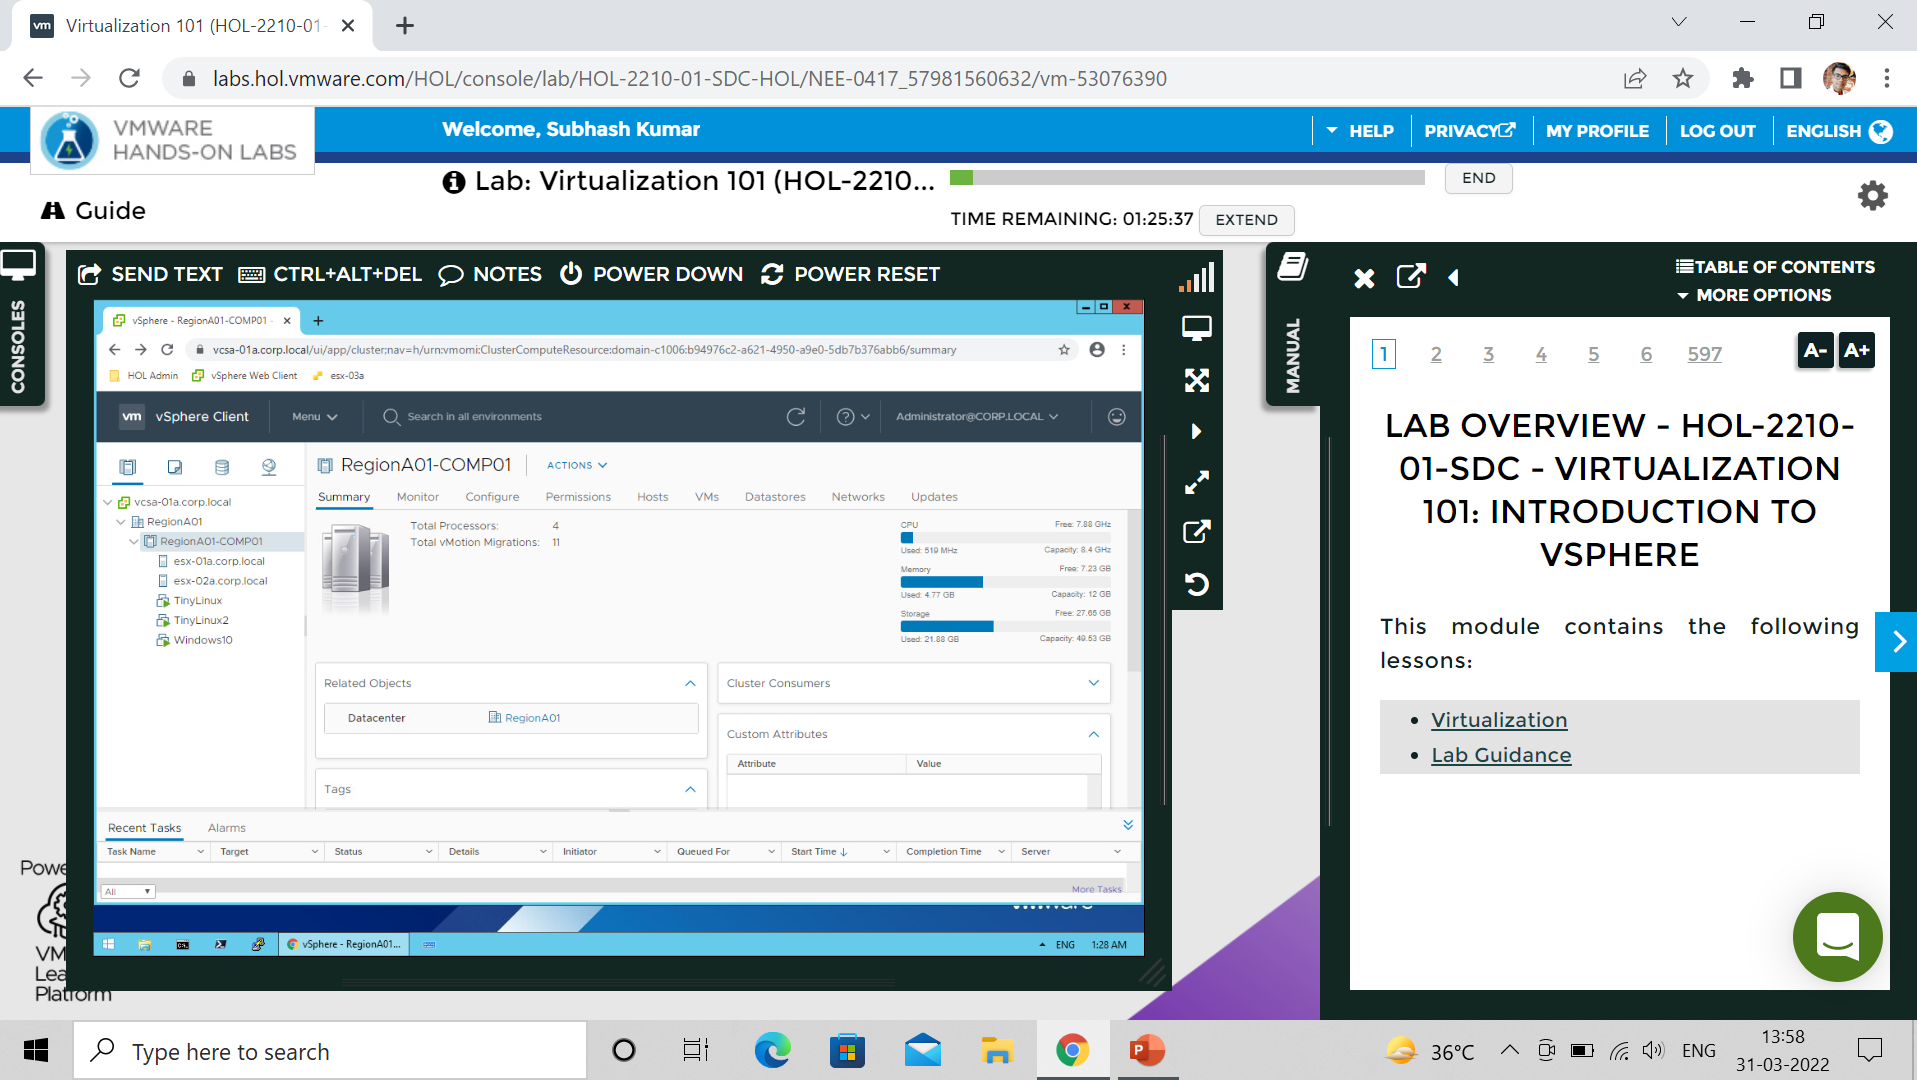 vm Virtualization 101 (HOL-2210-01-
labs.hol.vmware.com/HOL/console/lab/HOL-2210-01-SDC-HOL/NEE-0417_57981560632/vm-53076390
VMWARE
HANDS-ON LABS
Welcome, Subhash Kumar
HELP
PRIVACY
MY PROFILE
LOG OUT
ENGLISH
Guide
Lab: Virtualization 101 (HOL-2210...
END
TIME REMAINING: 01:25:37
EXTEND
CONSOLES
SEND TEXT
CTRL+ALT+DEL
NOTES
POWER DOWN
POWER RESET
vSphere - RegionA01-COMP01
vcsa-01a.corp.local/ui/app/cluster;nav=h/urn:vmomi:ClusterComputeResource:domain-c1006:b94976c2-a621-4950-a9e0-5db7b376abb6/summary
HOL Admin
vSphere Web Client
esx-03a
vm vSphere Client
Menu
Search in all environments
Administrator@CORP.LOCAL
vcsa-01a.corp.local
RegionA01
RegionA01-COMP01
esx-01a.corp.local
esx-02a.corp.local
TinyLinux
TinyLinux2
Windows10
RegionA01-COMP01
ACTIONS
Summary
Monitor
Configure
Permissions
Hosts
VMs
Datastores
Networks
Updates
Total Processors: 4
Total vMotion Migrations: 11
CPU Free: 7.88 GHz
Used: 519 MHz Capacity: 8.4 GHz
Memory Free: 7.23 GB
Used: 4.77 GB Capacity: 12 GB
Storage Free: 27.65 GB
Used: 21.88 GB Capacity: 49.53 GB
Related Objects
Datacenter RegionA01
Tags
Cluster Consumers
Custom Attributes
Attribute Value
Recent Tasks Alarms
Task Name Target Status Details Initiator Queued For Start Time ↓ Completion Time Server
All
More Tasks
vSphere - RegionA01...
ENG 1:28 AM
Powe
VM
Lea
Platform
MANUAL
TABLE OF CONTENTS
MORE OPTIONS
1 2 3 4 5 6 597
A- A+
LAB OVERVIEW - HOL-2210-
01-SDC - VIRTUALIZATION
101: INTRODUCTION TO
VSPHERE
This module contains the following
lessons:
• Virtualization
• Lab Guidance
Type here to search
36°C
ENG
13:58
31-03-2022